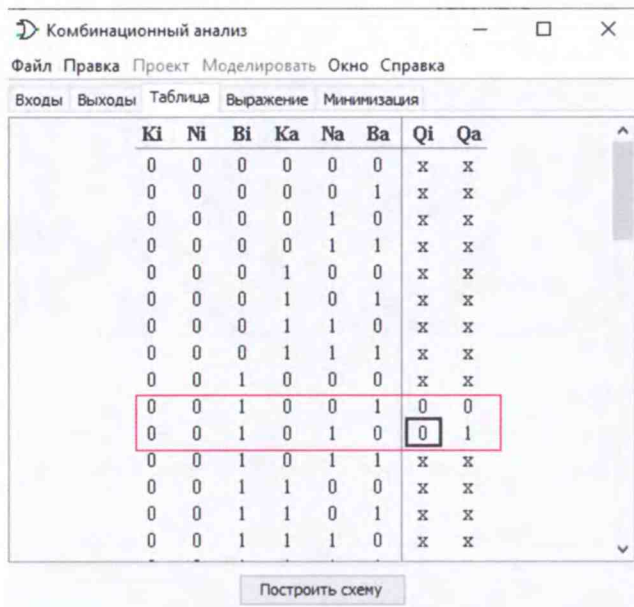 Комбинационный анализ
Файл Правка Проект Моделировать Окно Справка
Входы Выходы Таблица Выражение Минимизация
Ki Ni Bi Ka Na Ba Qi Qa
0 0 0 0 0 0 x x
0 0 0 0 0 1 x x
0 0 0 0 1 0 x x
0 0 0 0 1 1 x x
0 0 0 1 0 0 x x
0 0 0 1 0 1 x x
0 0 0 1 1 0 x x
0 0 0 1 1 1 x x
0 0 1 0 0 0 x x
0 0 1 0 0 1 0 0
0 0 1 0 1 0 0 1
0 0 1 0 1 1 x x
0 0 1 1 0 0 x x
0 0 1 1 0 1 x x
0 0 1 1 1 0 x x
Построить схему